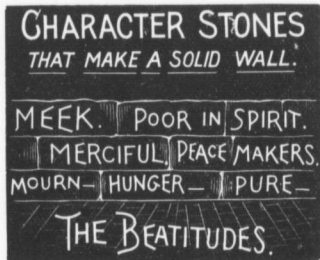 CHARACTER STONES
THAT MAKE A SOLID WALL.
MEEK. POOR IN SPIRIT.
MERCIFUL. PEACE MAKERS.
MOURN— HUNGER— PURE—
THE BEATITUDES.